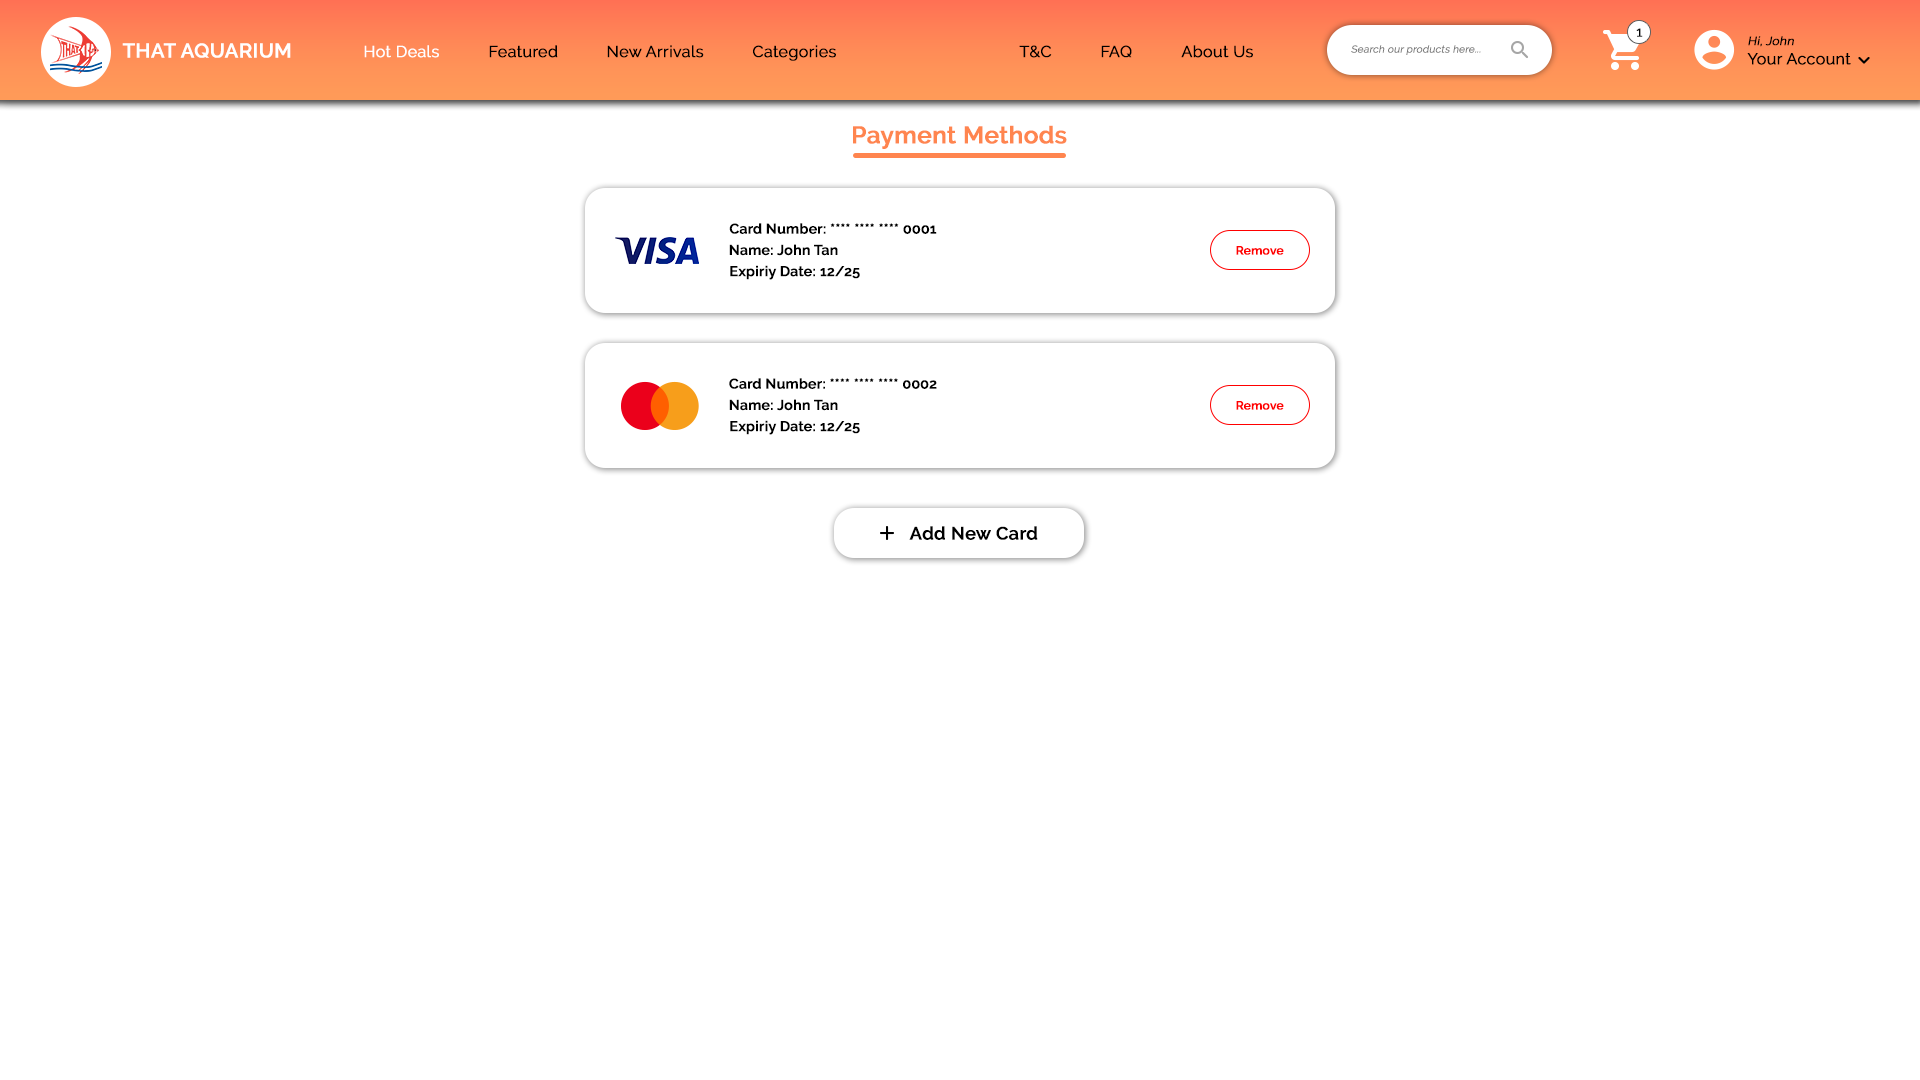 THAT
THAT AQUARIUM
Hot Deals
Featured
New Arrivals
Categories
T&C
FAQ
About Us
Search our products here...
1
Hi, John
Your Account
Payment Methods
VISA
Card Number: **** **** **** 0001
Name: John Tan
Expiriy Date: 12/25
Remove
Card Number: **** **** **** 0002
Name: John Tan
Expiriy Date: 12/25
Remove
+ Add New Card